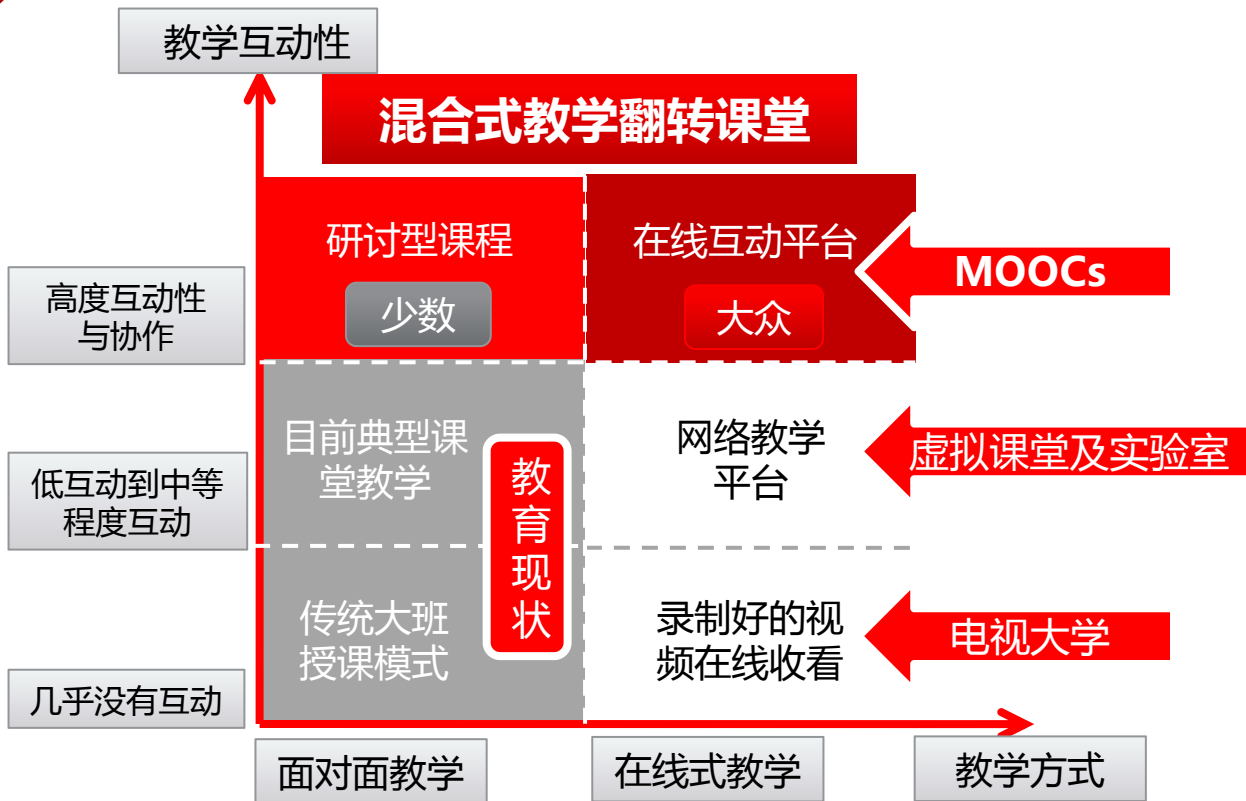 教学互动性
混合式教学翻转课堂
研讨型课程
少数
在线互动平台
大众
MOOCs
高度互动性
与协作
目前典型课
堂教学
网络教学
平台
虚拟课堂及实验室
低互动到中等
程度互动
教育现状
传统大班
授课模式
录制好的视
频在线收看
电视大学
几乎没有互动
面对面教学
在线式教学
教学方式